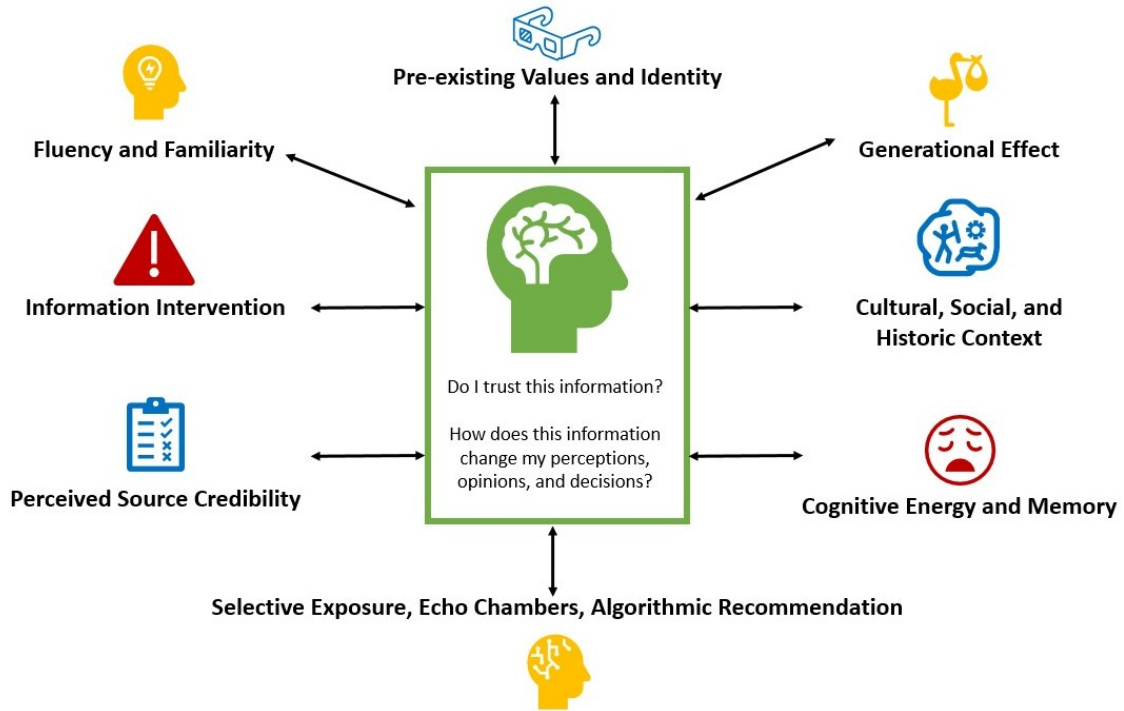 Pre-existing Values and Identity
Fluency and Familiarity
Generational Effect
Information Intervention
Cultural, Social, and
Historic Context
Do I trust this information?
How does this information
change my perceptions,
opinions, and decisions?
Perceived Source Credibility
Cognitive Energy and Memory
Selective Exposure, Echo Chambers, Algorithmic Recommendation